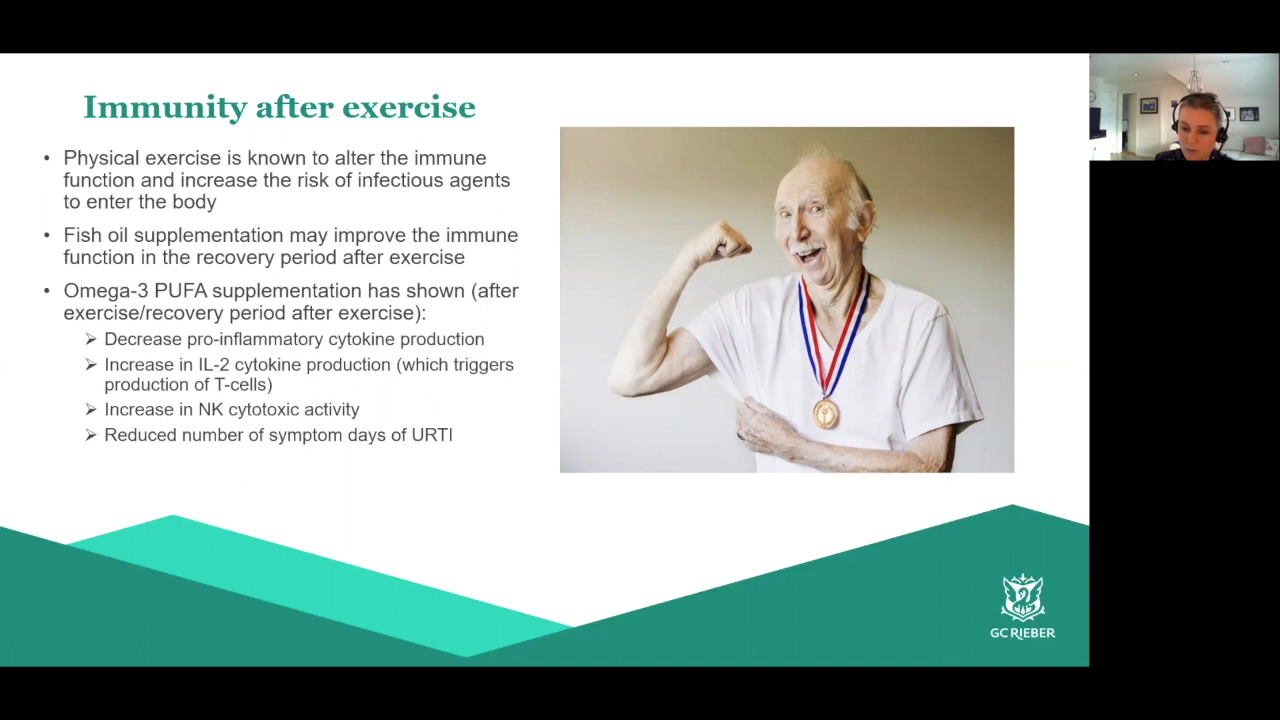 Immunity after exercise
• Physical exercise is known to alter the immune
function and increase the risk of infectious agents
to enter the body
• Fish oil supplementation may improve the immune
function in the recovery period after exercise
• Omega-3 PUFA supplementation has shown (after
exercise/recovery period after exercise):
➢ Decrease pro-inflammatory cytokine production
➢ Increase in IL-2 cytokine production (which triggers
production of T-cells)
➢ Increase in NK cytotoxic activity
➢ Reduced number of symptom days of URTI
GC RIEBER